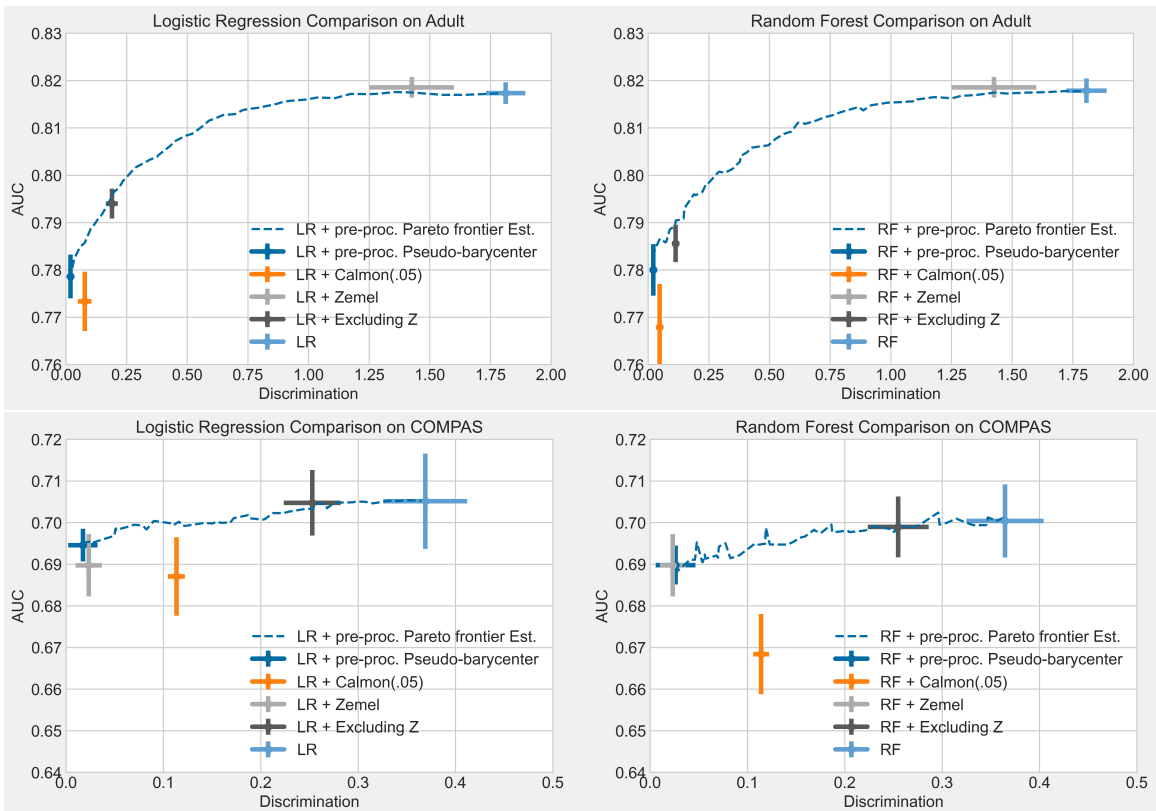 Logistic Regression Comparison on Adult
0.83
0.82
0.81
0.80
0.79
0.78
0.77
0.76
AUC
LR + pre-proc. Pareto frontier Est.
LR + pre-proc. Pseudo-barycenter
LR + Calmon(.05)
LR + Zemel
LR + Excluding Z
LR
0.00 0.25 0.50 0.75 1.00 1.25 1.50 1.75 2.00
Discrimination
Random Forest Comparison on Adult
0.83
0.82
0.81
0.80
0.79
0.78
0.77
0.76
AUC
RF + pre-proc. Pareto frontier Est.
RF + pre-proc. Pseudo-barycenter
RF + Calmon(.05)
RF + Zemel
RF + Excluding Z
RF
0.00 0.25 0.50 0.75 1.00 1.25 1.50 1.75 2.00
Discrimination
Logistic Regression Comparison on COMPAS
0.72
0.71
0.70
0.69
0.68
0.67
0.66
0.65
0.64
AUC
LR + pre-proc. Pareto frontier Est.
LR + pre-proc. Pseudo-barycenter
LR + Calmon(.05)
LR + Zemel
LR + Excluding Z
LR
0.0 0.1 0.2 0.3 0.4 0.5
Discrimination
Random Forest Comparison on COMPAS
0.72
0.71
0.70
0.69
0.68
0.67
0.66
0.65
0.64
AUC
RF + pre-proc. Pareto frontier Est.
RF + pre-proc. Pseudo-barycenter
RF + Calmon(.05)
RF + Zemel
RF + Excluding Z
RF
0.0 0.1 0.2 0.3 0.4 0.5
Discrimination